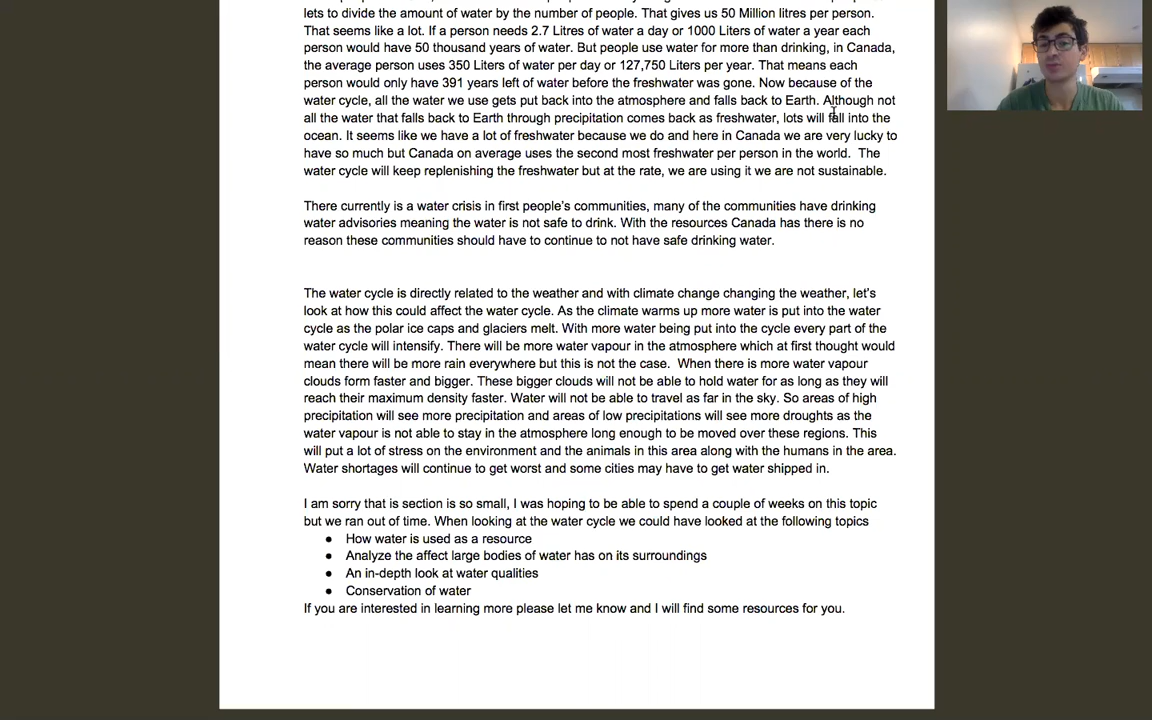 lets to divide the amount of water by the number of people. That gives us 50 Million litres per person.
That seems like a lot. If a person needs 2.7 Litres of water a day or 1000 Liters of water a year each
person would have 50 thousand years of water. But people use water for more than drinking, in Canada,
the average person uses 350 Liters of water per day or 127,750 Liters per year. That means each
person would only have 391 years left of water before the freshwater was gone. Now because of the
water cycle, all the water we use gets put back into the atmosphere and falls back to Earth. Although not
all the water that falls back to Earth through precipitation comes back as freshwater, lots will fall into the
ocean. It seems like we have a lot of freshwater because we do and here in Canada we are very lucky to
have so much but Canada on average uses the second most freshwater per person in the world. The
water cycle will keep replenishing the freshwater but at the rate, we are using it we are not sustainable.
There currently is a water crisis in first people's communities, many of the communities have drinking
water advisories meaning the water is not safe to drink. With the resources Canada has there is no
reason these communities should have to continue to not have safe drinking water.
The water cycle is directly related to the weather and with climate change changing the weather, let's
look at how this could affect the water cycle. As the climate warms up more water is put into the water
cycle as the polar ice caps and glaciers melt. With more water being put into the cycle every part of the
water cycle will intensify. There will be more water vapour in the atmosphere which at first thought would
mean there will be more rain everywhere but this is not the case. When there is more water vapour
clouds form faster and bigger. These bigger clouds will not be able to hold water for as long as they will
reach their maximum density faster. Water will not be able to travel as far in the sky. So areas of high
precipitation will see more precipitation and areas of low precipitations will see more droughts as the
water vapour is not able to stay in the atmosphere long enough to be moved over these regions. This
will put a lot of stress on the environment and the animals in this area along with the humans in the area.
Water shortages will continue to get worst and some cities may have to get water shipped in.
I am sorry that is section is so small, I was hoping to be able to spend a couple of weeks on this topic
but we ran out of time. When looking at the water cycle we could have looked at the following topics
● How water is used as a resource
● Analyze the affect large bodies of water has on its surroundings
● An in-depth look at water qualities
● Conservation of water
If you are interested in learning more please let me know and I will find some resources for you.